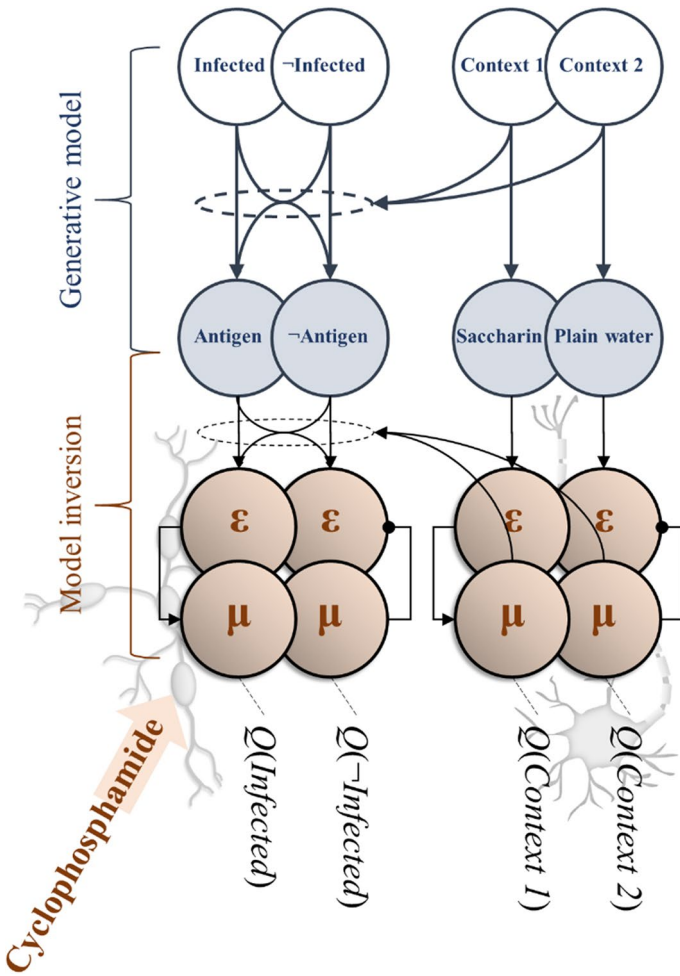 Infected
¬Infected
Context 1
Context 2
Generative model
Antigen
¬Antigen
Saccharin
Plain water
Model inversion
ε
ε
ε
ε
μ
μ
μ
μ
Cyclophosphamide
Q(Infected)
Q(¬Infected)
Q(Context 1)
Q(Context 2)